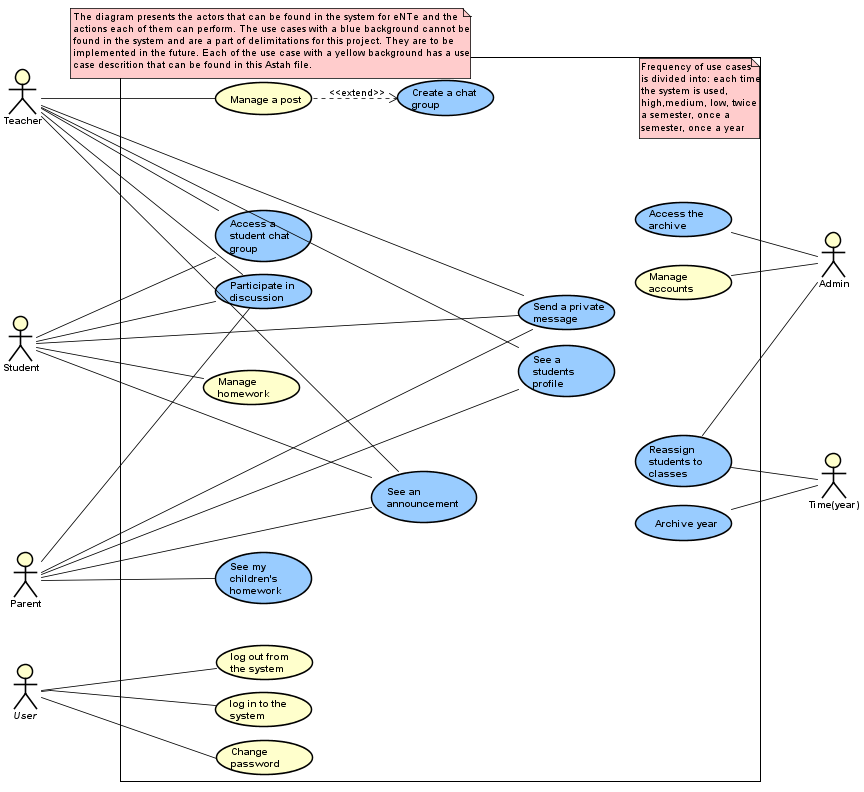 The diagram presents the actors that can be found in the system for eNTe and the
actions each of them can perform. The use cases with a blue background cannot be
found in the system and are a part of delimitations for this project. They are to be
implemented in the future. Each of the use case with a yellow background has a use
case descrition that can be found in this Astah file.
Frequency of use cases
is divided into: each time
the system is used,
high,medium, low, twice
a semester, once a
semester, once a year
Teacher
Manage a post
<<extend>>
Create a chat
group
Access a
student chat
group
Participate in
discussion
Access the
archive
Manage
accounts
Admin
Send a private
message
See a
students
profile
Student
Manage
homework
See an
announcement
Reassign
students to
classes
Archive year
Time(year)
Parent
See my
children's
homework
User
log out from
the system
log in to the
system
Change
password